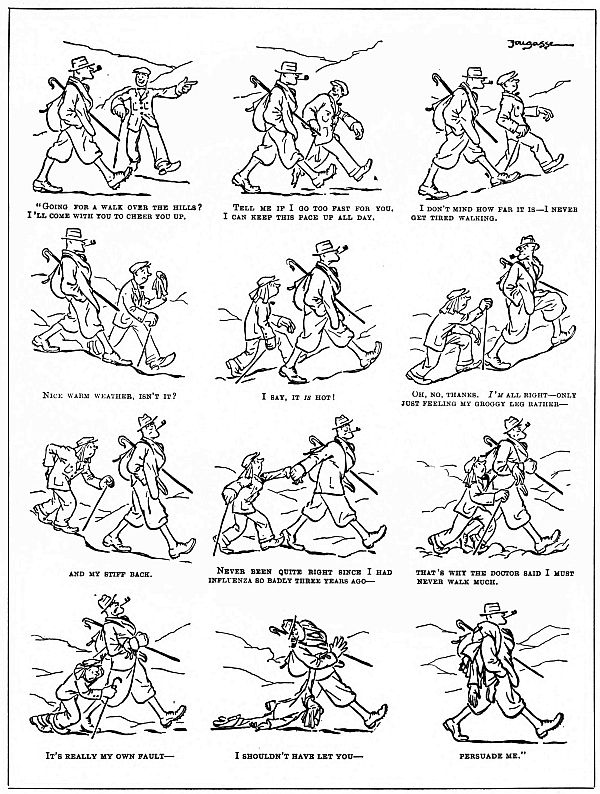 Fougasse
"Going for a walk over the hills?
I'll come with you to cheer you up.
Tell me if I go too fast for you.
I can keep this pace up all day.
I don't mind how far it is—I never
get tired walking.
Nice warm weather, isn't it?
I say, it is hot!
Oh, no, thanks. I'm all right—only
just feeling my groggy leg rather—
and my stiff back.
Never been quite right since I had
influenza so badly three years ago—
That's why the doctor said I must
never walk much.
It's really my own fault—
I shouldn't have let you—
persuade me."